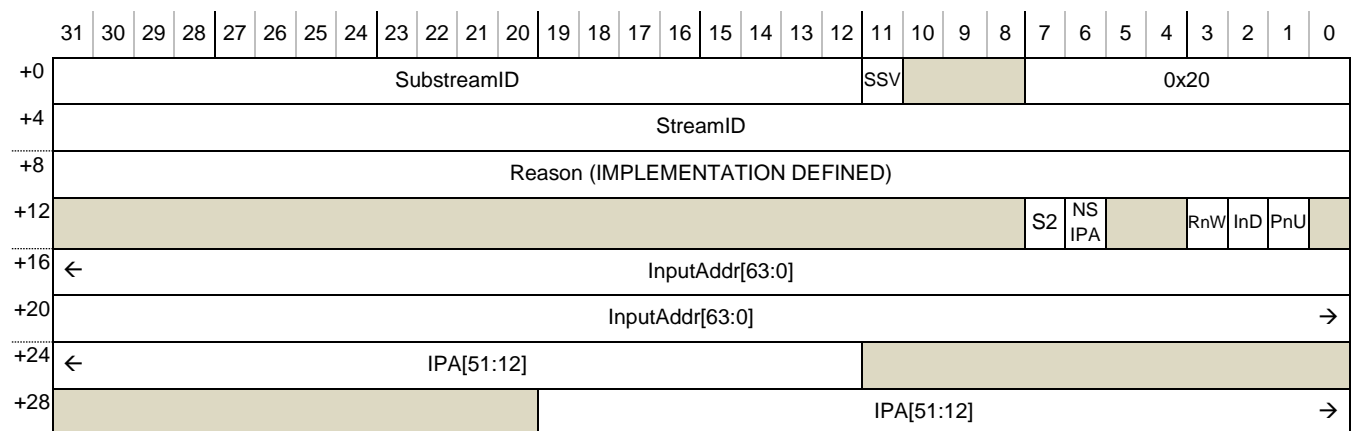 31 30 29 28 27 26 25 24 23 22 21 20 19 18 17 16 15 14 13 12 11 10 9 8 7 6 5 4 3 2 1 0
+0 SubstreamID SSV 0x20
+4 StreamID
+8 Reason (IMPLEMENTATION DEFINED)
+12 S2 NS IPA RnW InD PnU
+16 ← InputAddr[63:0]
+20 InputAddr[63:0] →
+24 ← IPA[51:12]
+28 IPA[51:12] →